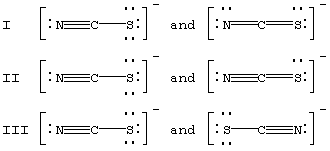 I [:N≡C–S̤̈:]⁻ and [:N̈=C=S̈:]⁻
II [:N≡C–S̤̈:]⁻ and [:N≡C=S̈:]⁻
III [:N≡C–S̤̈:]⁻ and [:S̤̈–C≡N:]⁻